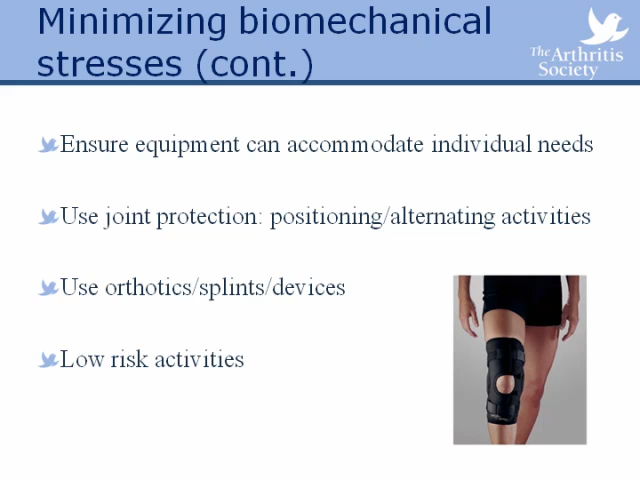 Minimizing biomechanical
stresses (cont.)
The Arthritis
Society
Ensure equipment can accommodate individual needs
Use joint protection: positioning/alternating activities
Use orthotics/splints/devices
Low risk activities